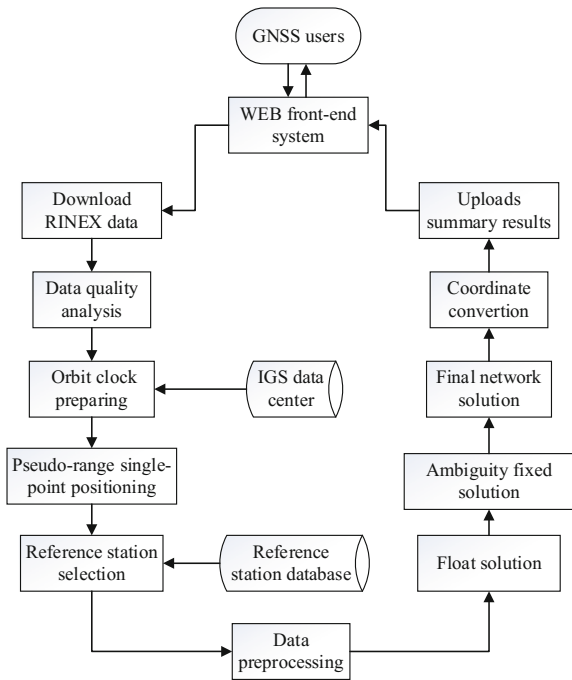 GNSS users
WEB front-end
system
Download
RINEX data
Uploads
summary results
Data quality
analysis
Coordinate
convertion
Orbit clock
preparing
IGS data
center
Final network
solution
Pseudo-range single-
point positioning
Ambiguity fixed
solution
Reference station
selection
Reference
station database
Float solution
Data
preprocessing